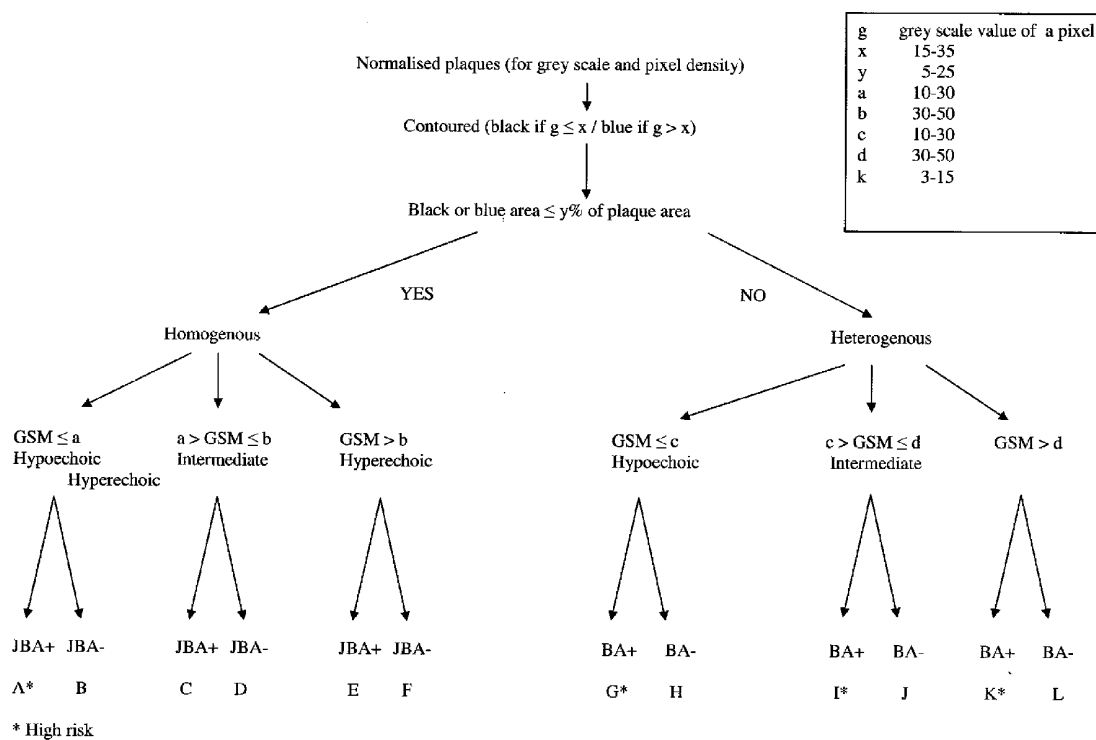 g grey scale value of a pixel
x 15-35
y 5-25
a 10-30
b 30-50
c 10-30
d 30-50
k 3-15
Normalised plaques (for grey scale and pixel density)
Contoured (black if g ≤ x / blue if g > x)
Black or blue area ≤ y% of plaque area
YES NO
Homogenous Heterogenous
GSM ≤ a a > GSM ≤ b GSM > b GSM ≤ c c > GSM ≤ d GSM > d
Hypoechoic Intermediate Hyperechoic Hypoechoic Intermediate
Hyperechoic
JBA+ JBA- JBA+ JBA- JBA+ JBA- BA+ BA- BA+ BA- BA+ BA-
A* B C D E F G* H I* J K* L
* High risk